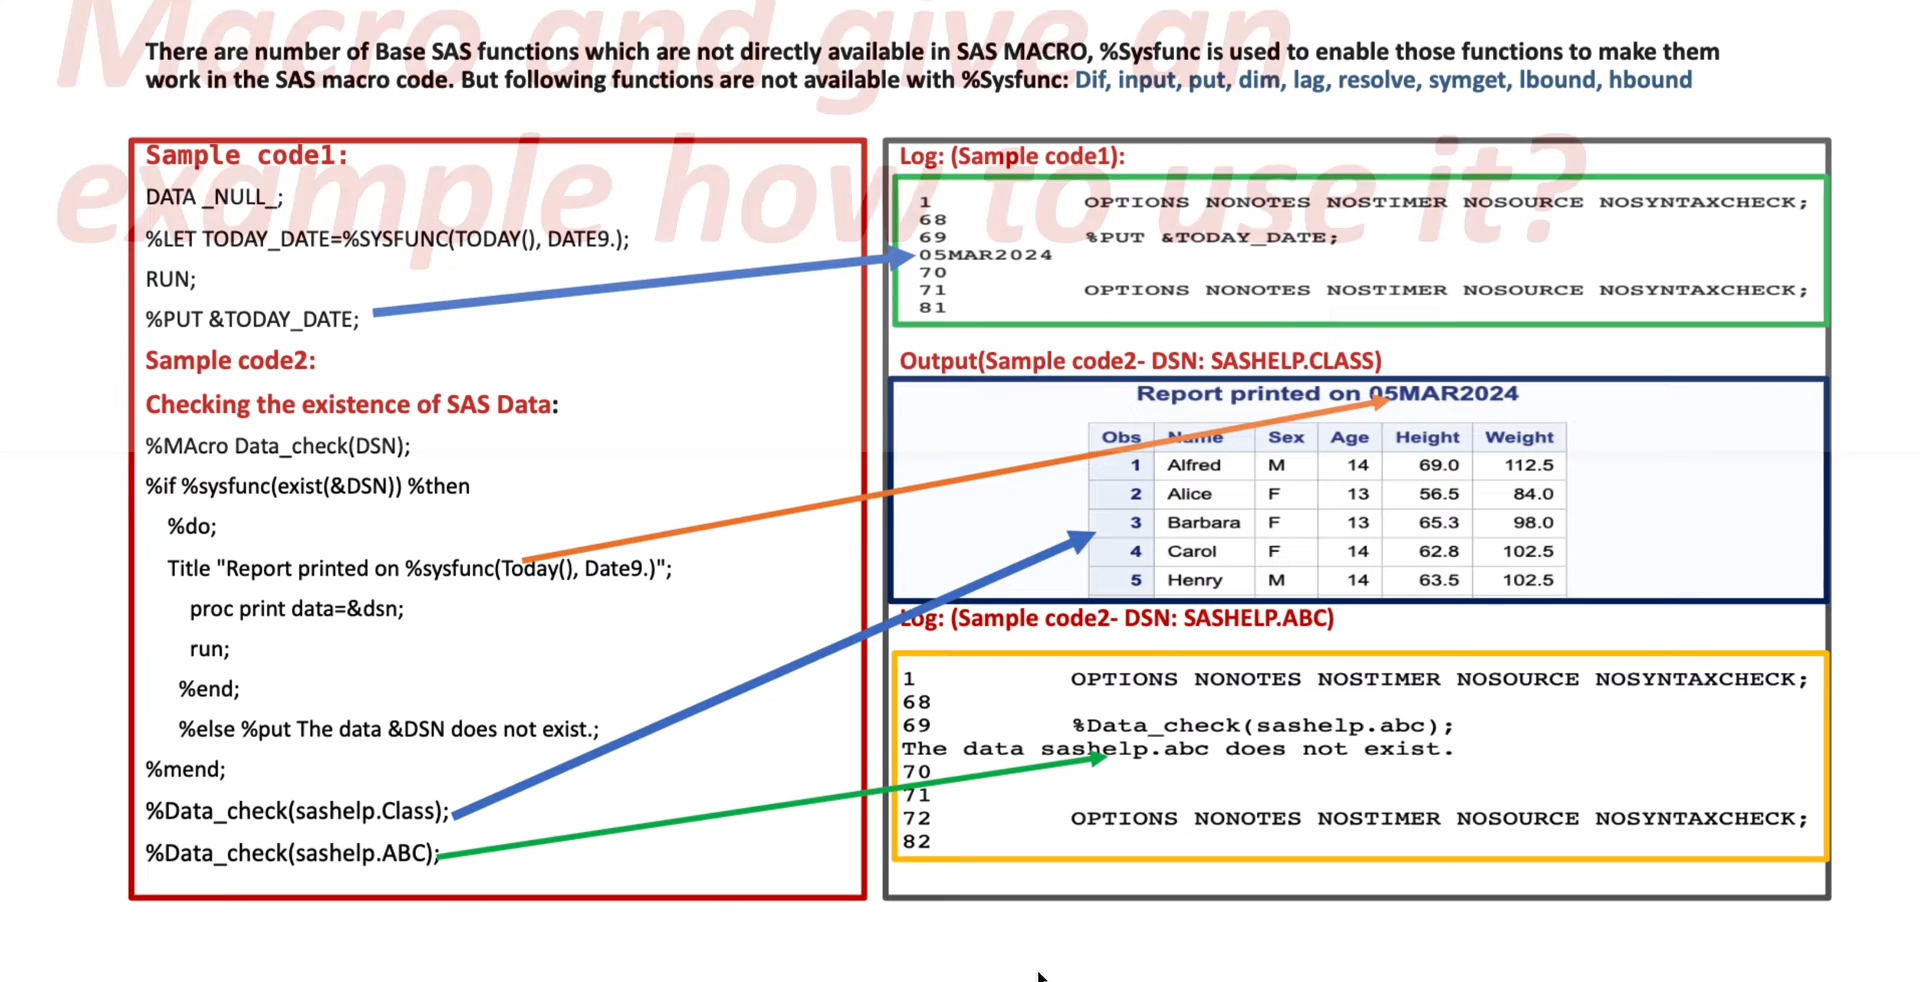 Macro and give an
example how to use it?
There are number of Base SAS functions which are not directly available in SAS MACRO, %Sysfunc is used to enable those functions to make them
work in the SAS macro code. But following functions are not available with %Sysfunc: Dif, input, put, dim, lag, resolve, symget, lbound, hbound
Sample code1:
DATA _NULL_;
%LET TODAY_DATE=%SYSFUNC(TODAY(), DATE9.);
RUN;
%PUT &TODAY_DATE;
Sample code2:
Checking the existence of SAS Data:
%MAcro Data_check(DSN);
%if %sysfunc(exist(&DSN)) %then
%do;
Title "Report printed on %sysfunc(Today(), Date9.)";
proc print data=&dsn;
run;
%end;
%else %put The data &DSN does not exist.;
%mend;
%Data_check(sashelp.Class);
%Data_check(sashelp.ABC);
Log: (Sample code1):
1 OPTIONS NONOTES NOSTIMER NOSOURCE NOSYNTAXCHECK;
68
69 %PUT &TODAY_DATE;
05MAR2024
70
71 OPTIONS NONOTES NOSTIMER NOSOURCE NOSYNTAXCHECK;
81
Output(Sample code2- DSN: SASHELP.CLASS)
Report printed on 05MAR2024
Obs Name Sex Age Height Weight
1 Alfred M 14 69.0 112.5
2 Alice F 13 56.5 84.0
3 Barbara F 13 65.3 98.0
4 Carol F 14 62.8 102.5
5 Henry M 14 63.5 102.5
Log: (Sample code2- DSN: SASHELP.ABC)
1 OPTIONS NONOTES NOSTIMER NOSOURCE NOSYNTAXCHECK;
68
69 %Data_check(sashelp.abc);
The data sashelp.abc does not exist.
70
71
72 OPTIONS NONOTES NOSTIMER NOSOURCE NOSYNTAXCHECK;
82